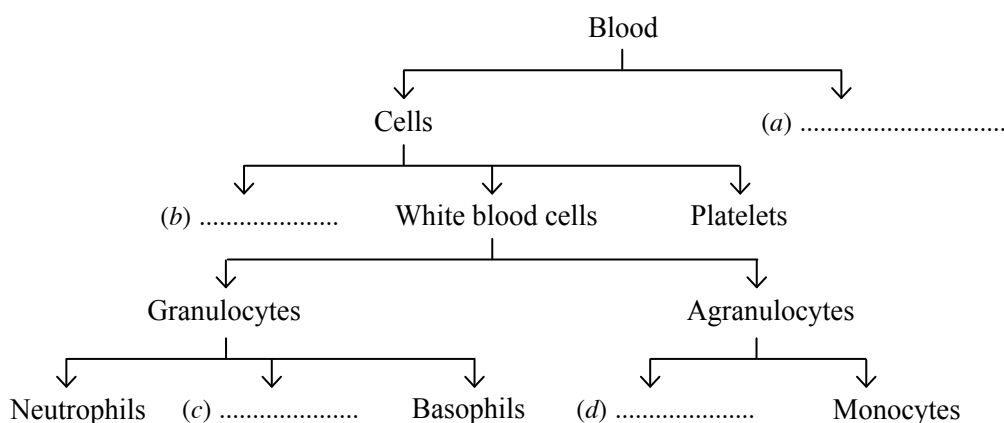 Blood
Cells (a) ...............................
(b) ..................... White blood cells Platelets
Granulocytes Agranulocytes
Neutrophils (c) ..................... Basophils (d) ..................... Monocytes